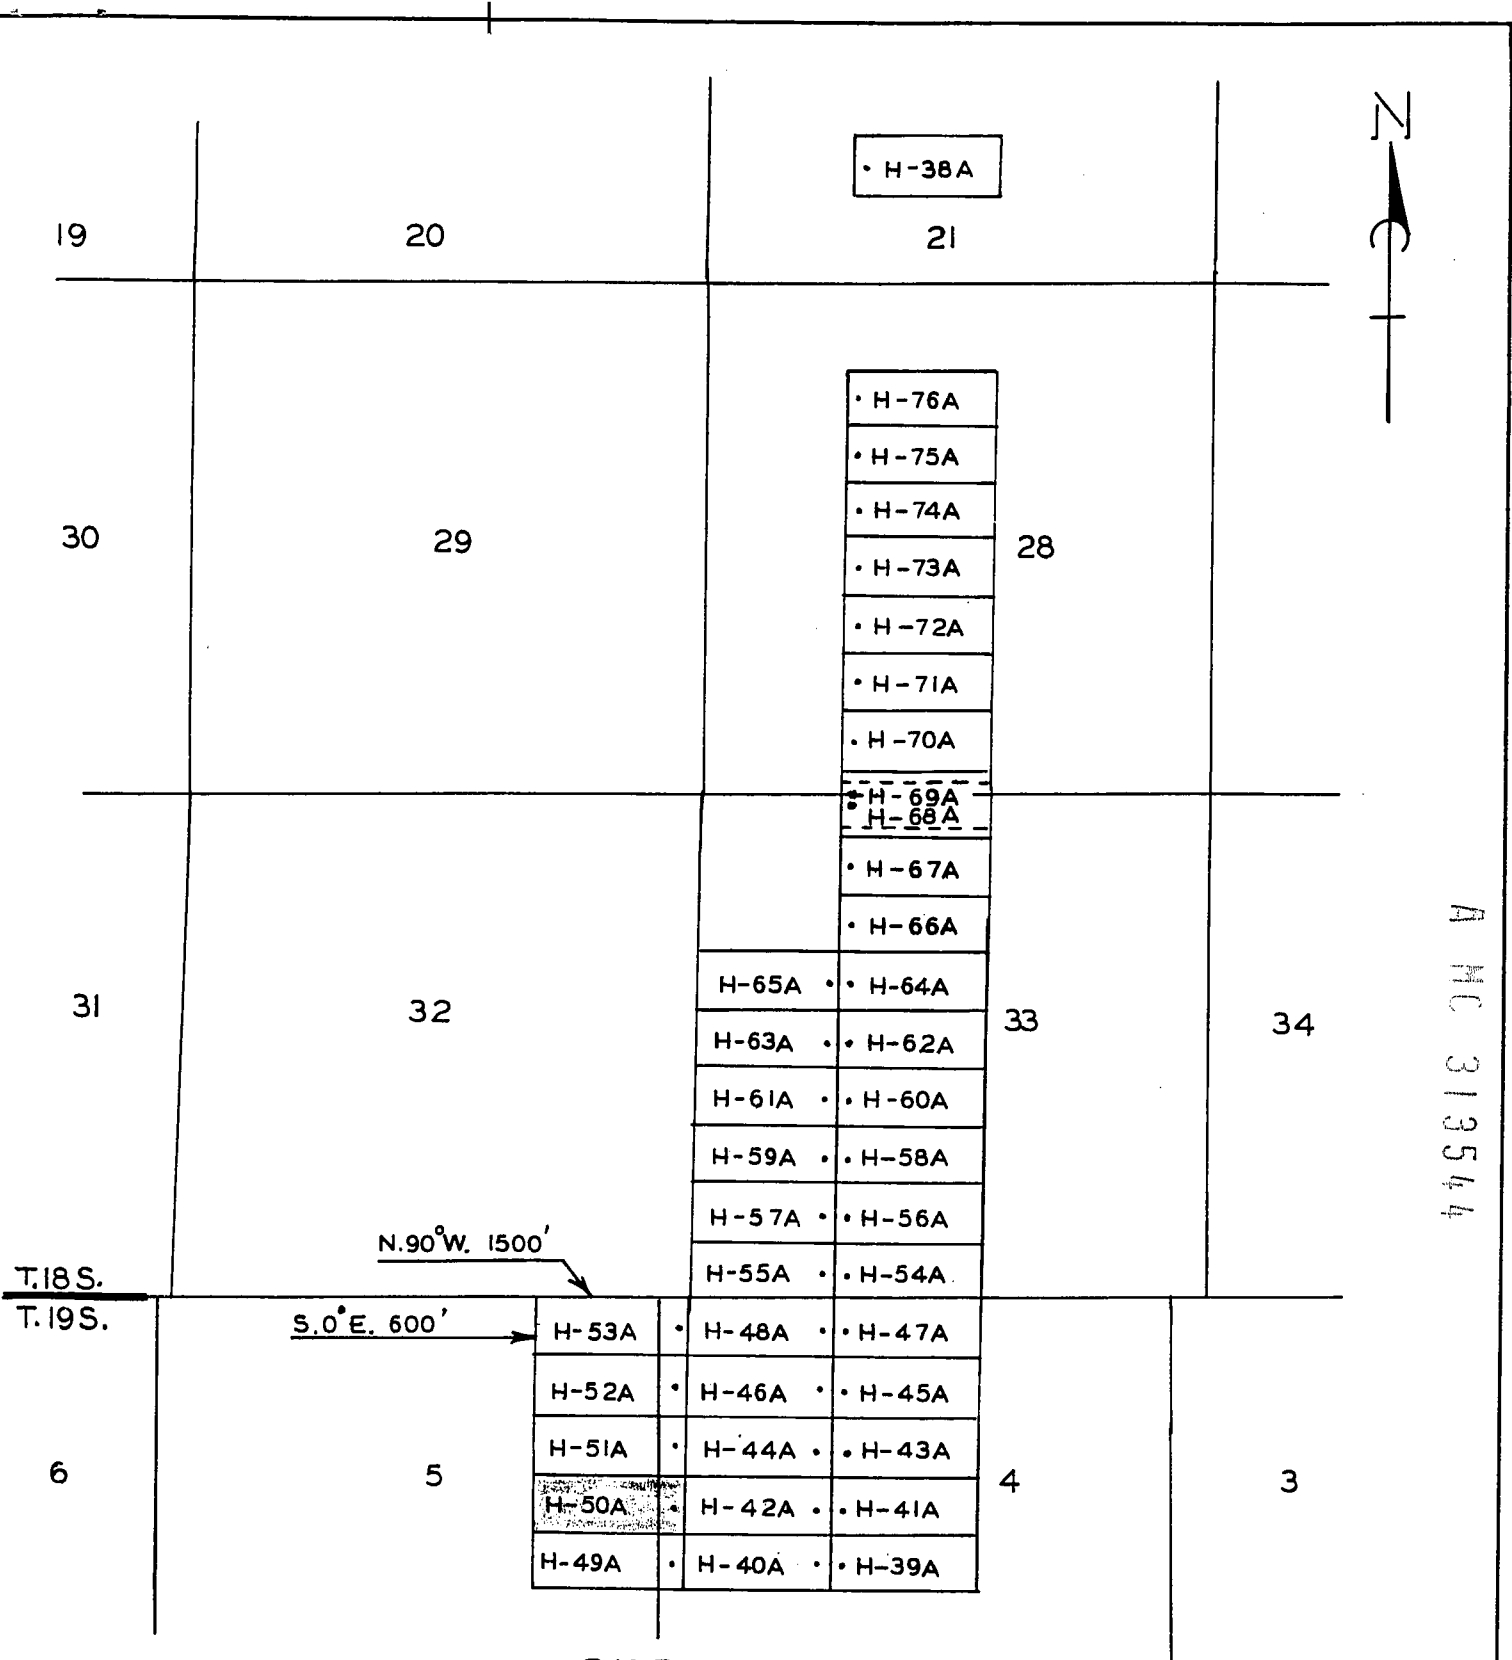 N
· H-38A
19 20 21
· H-76A
· H-75A
· H-74A
30 29 28
· H-73A
· H-72A
· H-71A
· H-70A
· H-69A
· H-68A
· H-67A
· H-66A
H-65A · · H-64A
31 32 33 34
H-63A · · H-62A
H-61A · · H-60A
H-59A · · H-58A
H-57A · · H-56A
N.90°W. 1500'
H-55A · · H-54A
T.18S.
T.19S.
S.0°E. 600'
H-53A · H-48A · · H-47A
H-52A · H-46A · · H-45A
H-51A · H-44A · · H-43A
6 5 4 3
H-50A · H-42A · · H-41A
H-49A · H-40A · · H-39A
A MC 313544